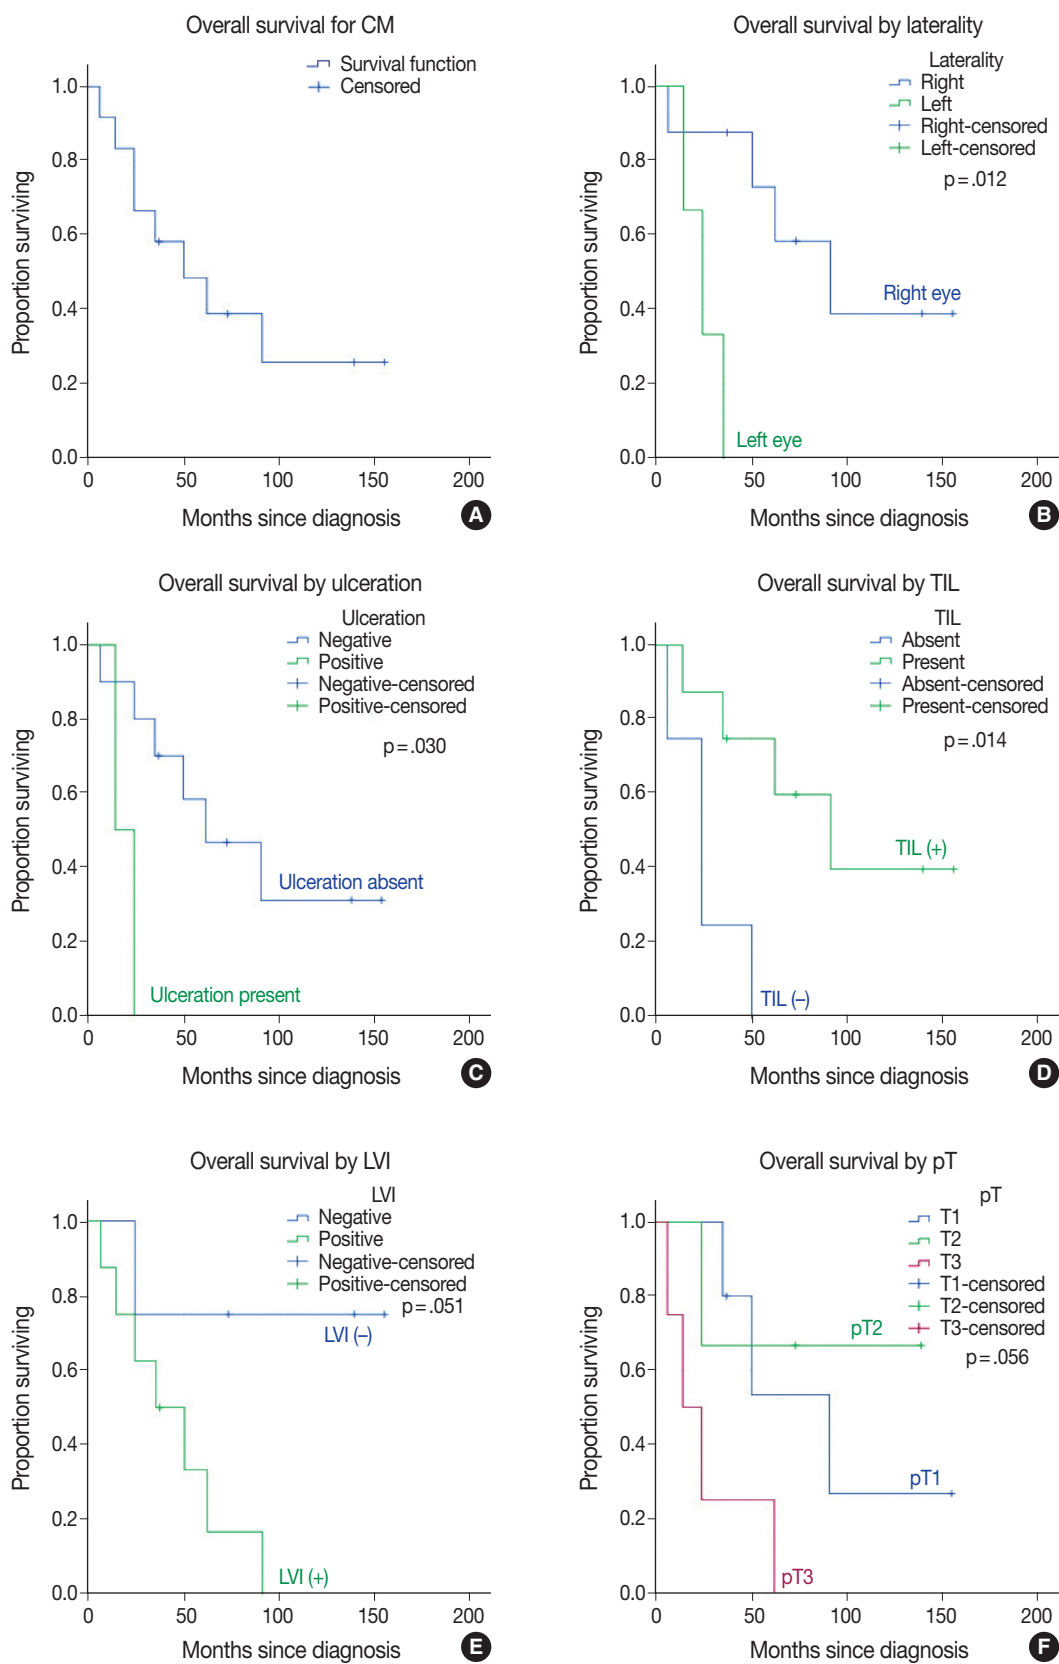 Overall survival for CM
Survival function
Censored
1.0
0.8
0.6
0.4
0.2
0.0
Proportion surviving
0 50 100 150 200
Months since diagnosis
A
Overall survival by laterality
Laterality
Right
Left
Right-censored
Left-censored
p=.012
1.0
0.8
0.6
0.4
0.2
0.0
Proportion surviving
Right eye
Left eye
0 50 100 150 200
Months since diagnosis
B
Overall survival by ulceration
Ulceration
Negative
Positive
Negative-censored
Positive-censored
p=.030
1.0
0.8
0.6
0.4
0.2
0.0
Proportion surviving
Ulceration absent
Ulceration present
0 50 100 150 200
Months since diagnosis
C
Overall survival by TIL
TIL
Absent
Present
Absent-censored
Present-censored
p=.014
1.0
0.8
0.6
0.4
0.2
0.0
Proportion surviving
TIL (+)
TIL (–)
0 50 100 150 200
Months since diagnosis
D
Overall survival by LVI
LVI
Negative
Positive
Negative-censored
Positive-censored
p=.051
1.0
0.8
0.6
0.4
0.2
0.0
Proportion surviving
LVI (–)
LVI (+)
0 50 100 150 200
Months since diagnosis
E
Overall survival by pT
pT
T1
T2
T3
T1-censored
T2-censored
T3-censored
p=.056
1.0
0.8
0.6
0.4
0.2
0.0
Proportion surviving
pT2
pT1
pT3
0 50 100 150 200
Months since diagnosis
F